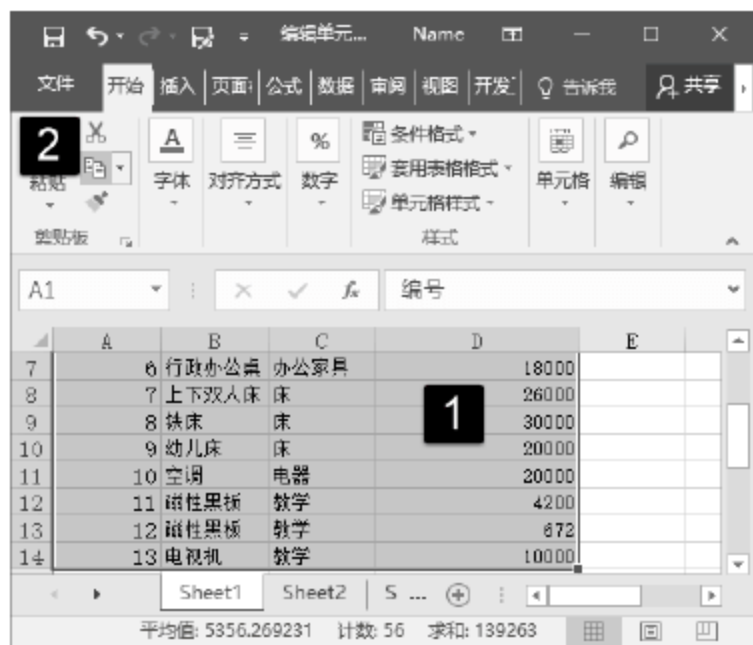 编辑单元... Name
文件 开始 插入 页面 公式 数据 审阅 视图 开发 告诉我 共享
2 粘贴 A 字体 对齐方式 % 数字 条件格式 套用表格格式 单元格样式 单元格 编辑
剪贴板 样式
A1 fx 编号
A B C D E
7 6 行政办公桌 办公家具 18000
8 7 上下双人床 床 26000
9 8 铁床 床 30000
10 9 幼儿床 床 20000
11 10 空调 电器 20000
12 11 磁性黑板 教学 4200
13 12 磁性黑板 教学 672
14 13 电视机 教学 10000
1
Sheet1 Sheet2 S ...
平均值: 5356.269231 计数: 56 求和: 139263